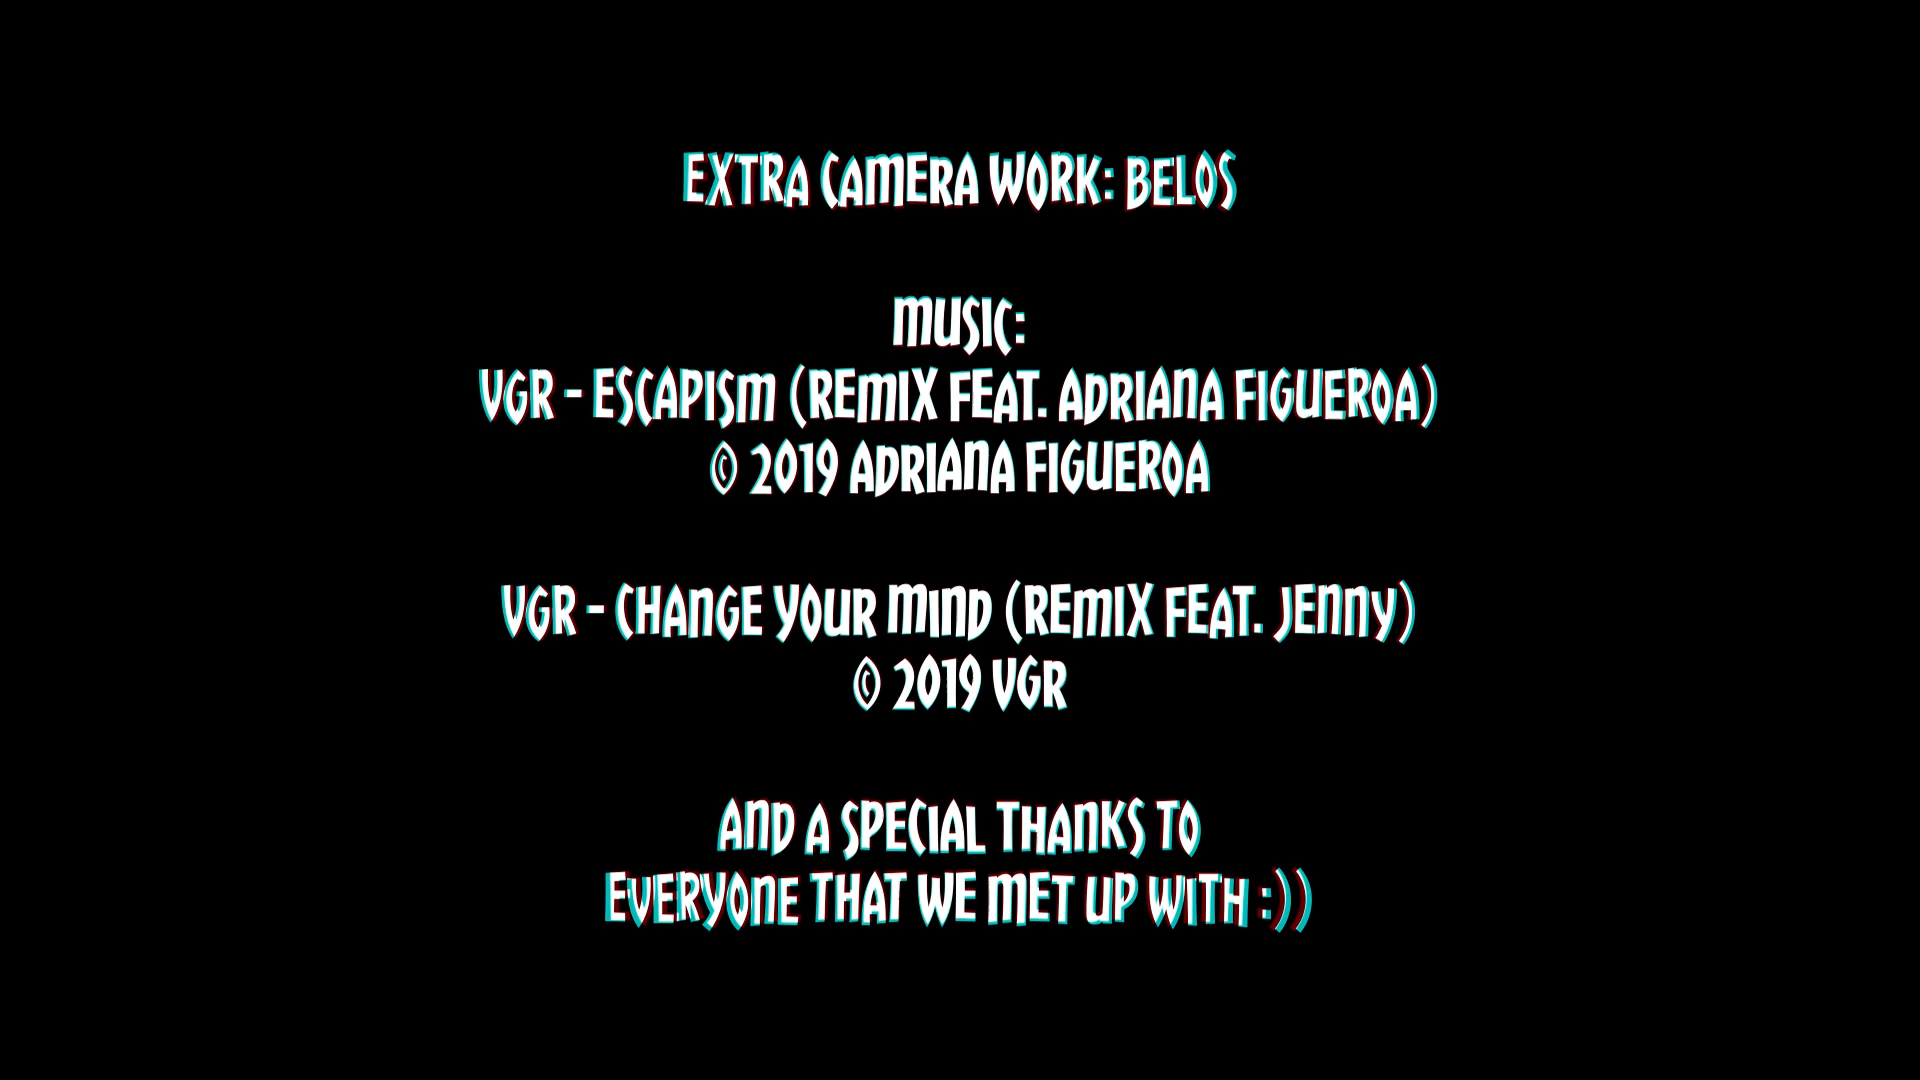 EXTRA CAMERA WORK: BELOS
MUSIC:
VGR - ESCAPISM (REMIX FEAT. ADRIANA FIGUEROA)
© 2019 ADRIANA FIGUEROA
VGR - CHANGE YOUR MIND (REMIX FEAT. JENNY)
© 2019 VGR
AND A SPECIAL THANKS TO
EVERYONE THAT WE MET UP WITH :))